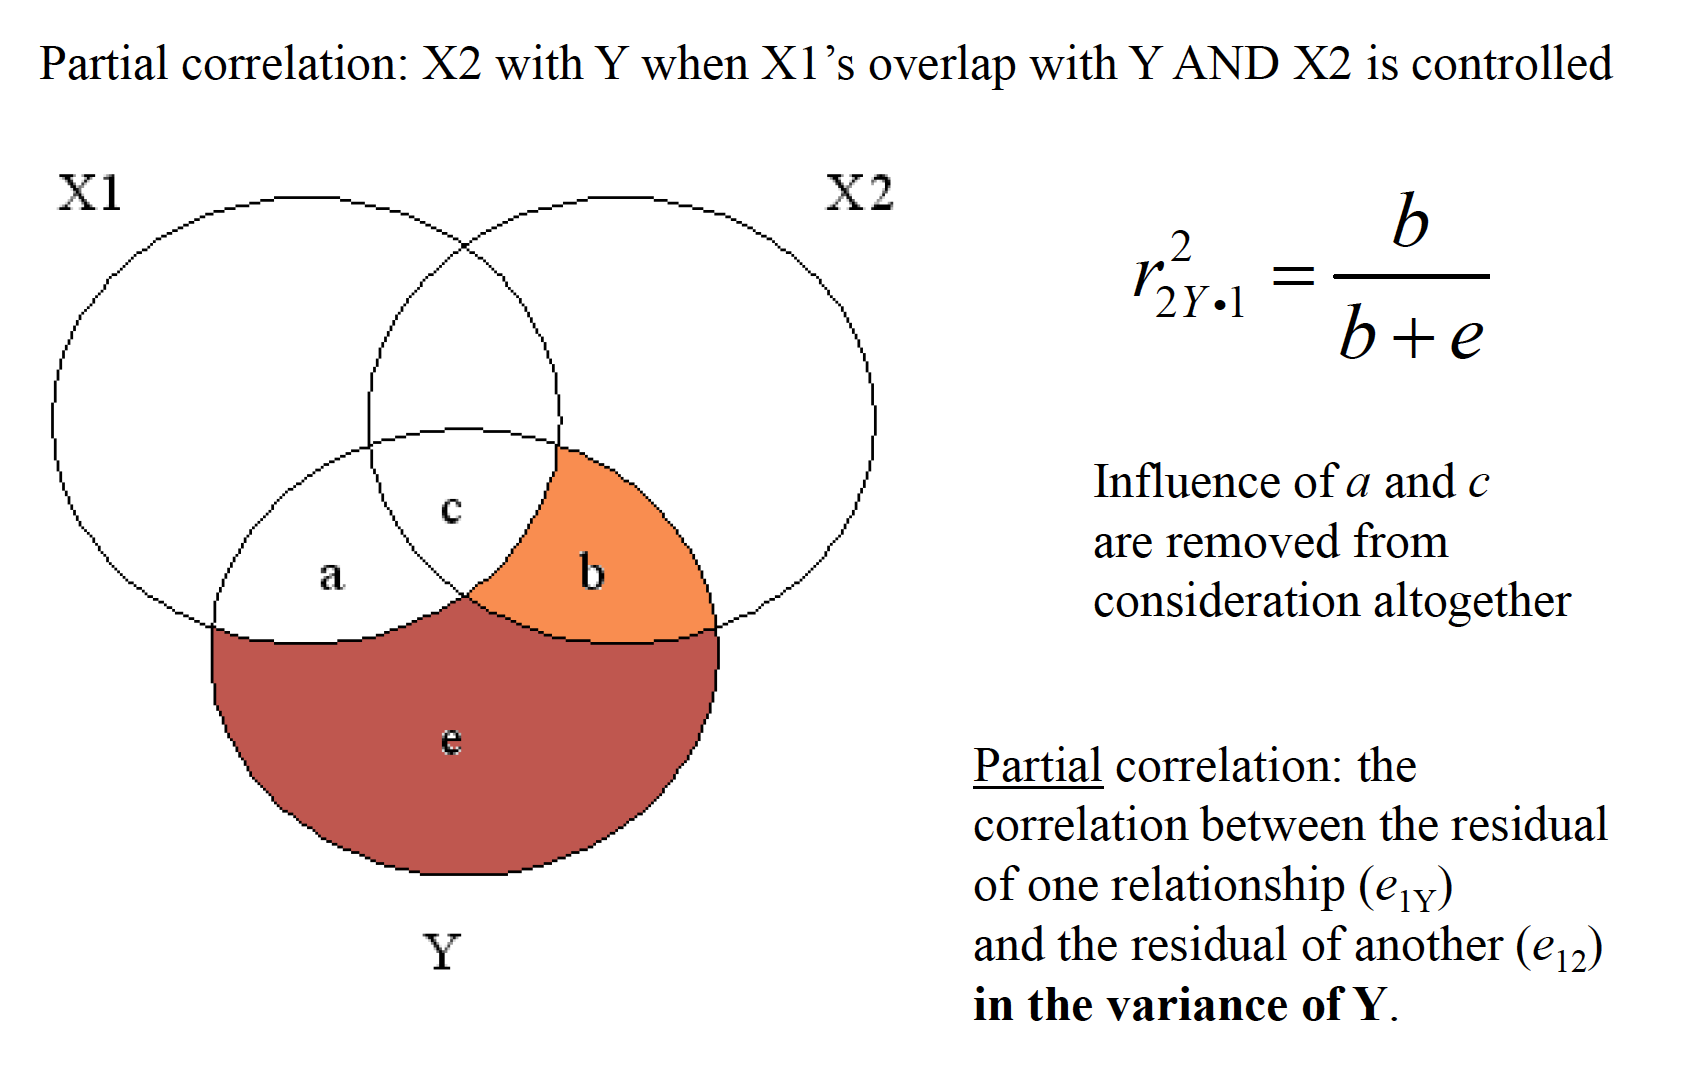 Partial correlation: X2 with Y when X1’s overlap with Y AND X2 is controlled
X1
X2
c
a
b
e
Y
r²₂Y•₁ = b / (b + e)
Influence of a and c
are removed from
consideration altogether
Partial correlation: the
correlation between the residual
of one relationship (e₁Y)
and the residual of another (e₁₂)
in the variance of Y.